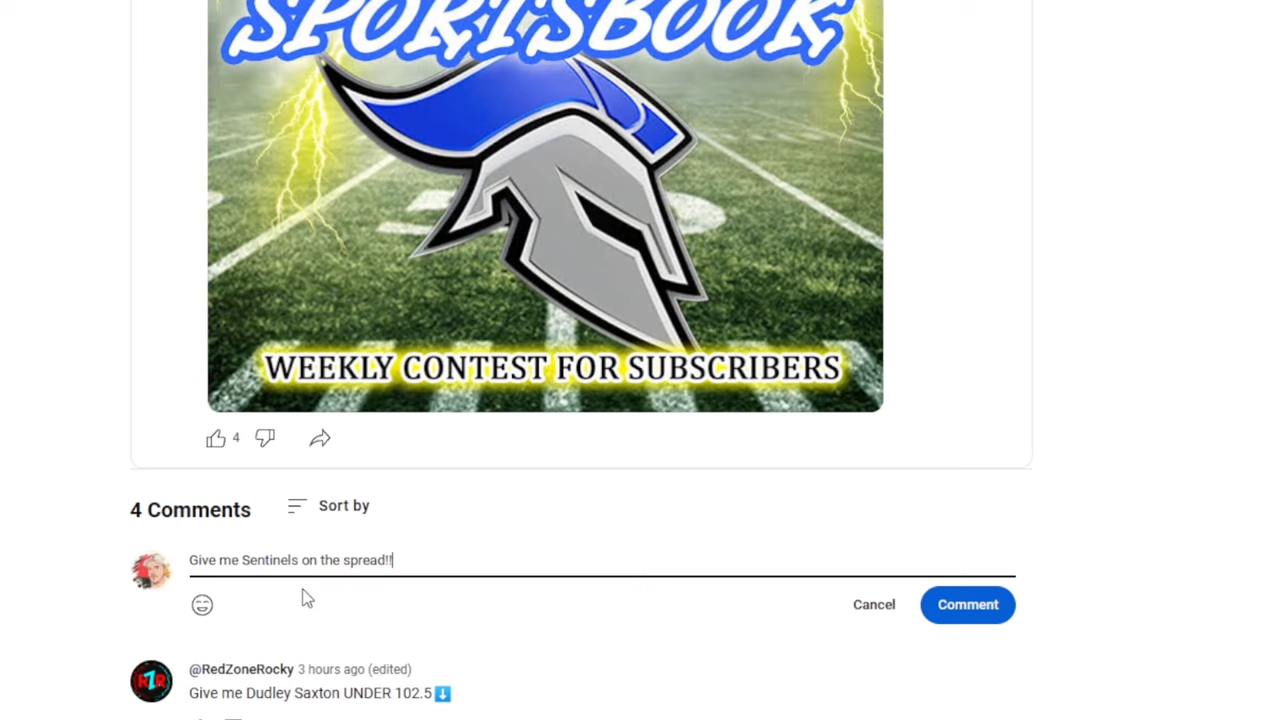 SPORTSBOOK
WEEKLY CONTEST FOR SUBSCRIBERS
4
4 Comments
Sort by
Give me Sentinels on the spread!!
Cancel
Comment
@RedZoneRocky 3 hours ago (edited)
Give me Dudley Saxton UNDER 102.5⬇️